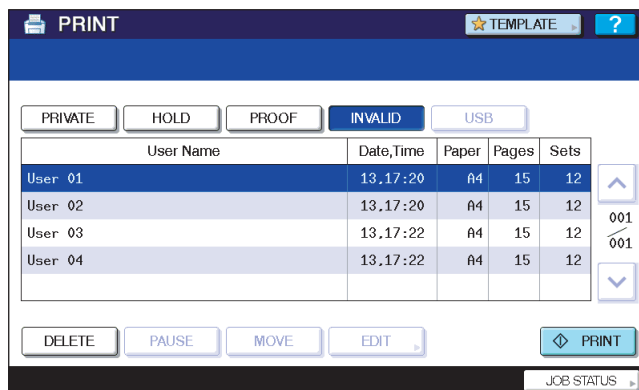 PRINT TEMPLATE ?
PRIVATE HOLD PROOF INVALID USB
User Name Date,Time Paper Pages Sets
User 01 13,17:20 A4 15 12
User 02 13,17:20 A4 15 12
User 03 13,17:22 A4 15 12
User 04 13,17:22 A4 15 12
001
001
DELETE PAUSE MOVE EDIT PRINT
JOB STATUS